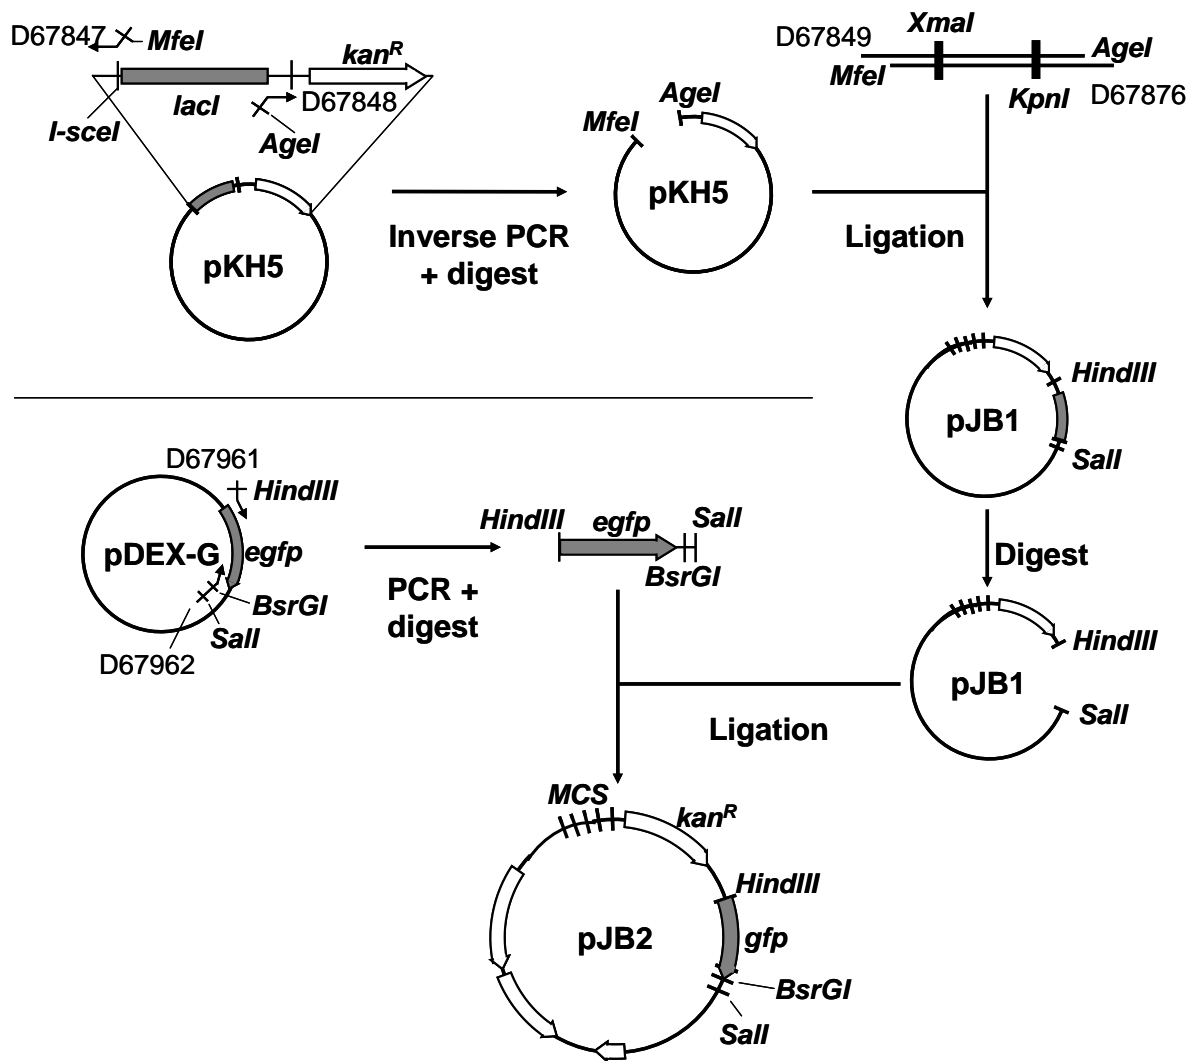 D67847
MfeI
kanR
lacI
D67848
I-sceI
AgeI
pKH5
Inverse PCR
+ digest
MfeI
AgeI
pKH5
D67849
XmaI
AgeI
MfeI
KpnI
D67876
Ligation
pJB1
HindIII
SalI
Digest
pJB1
HindIII
SalI
D67961
HindIII
pDEX-G
egfp
BsrGI
SalI
D67962
PCR +
digest
HindIII
egfp
SalI
BsrGI
Ligation
MCS
kanR
HindIII
pJB2
gfp
BsrGI
SalI